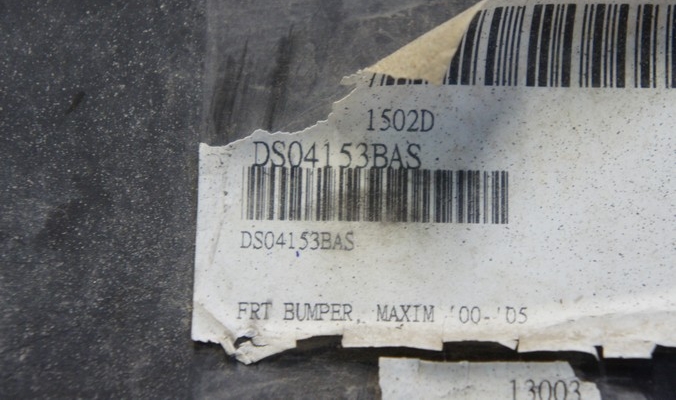 1502D
DS04153BAS
DS04153BAS
FRT BUMPER, MAXIM '00-'05
13003